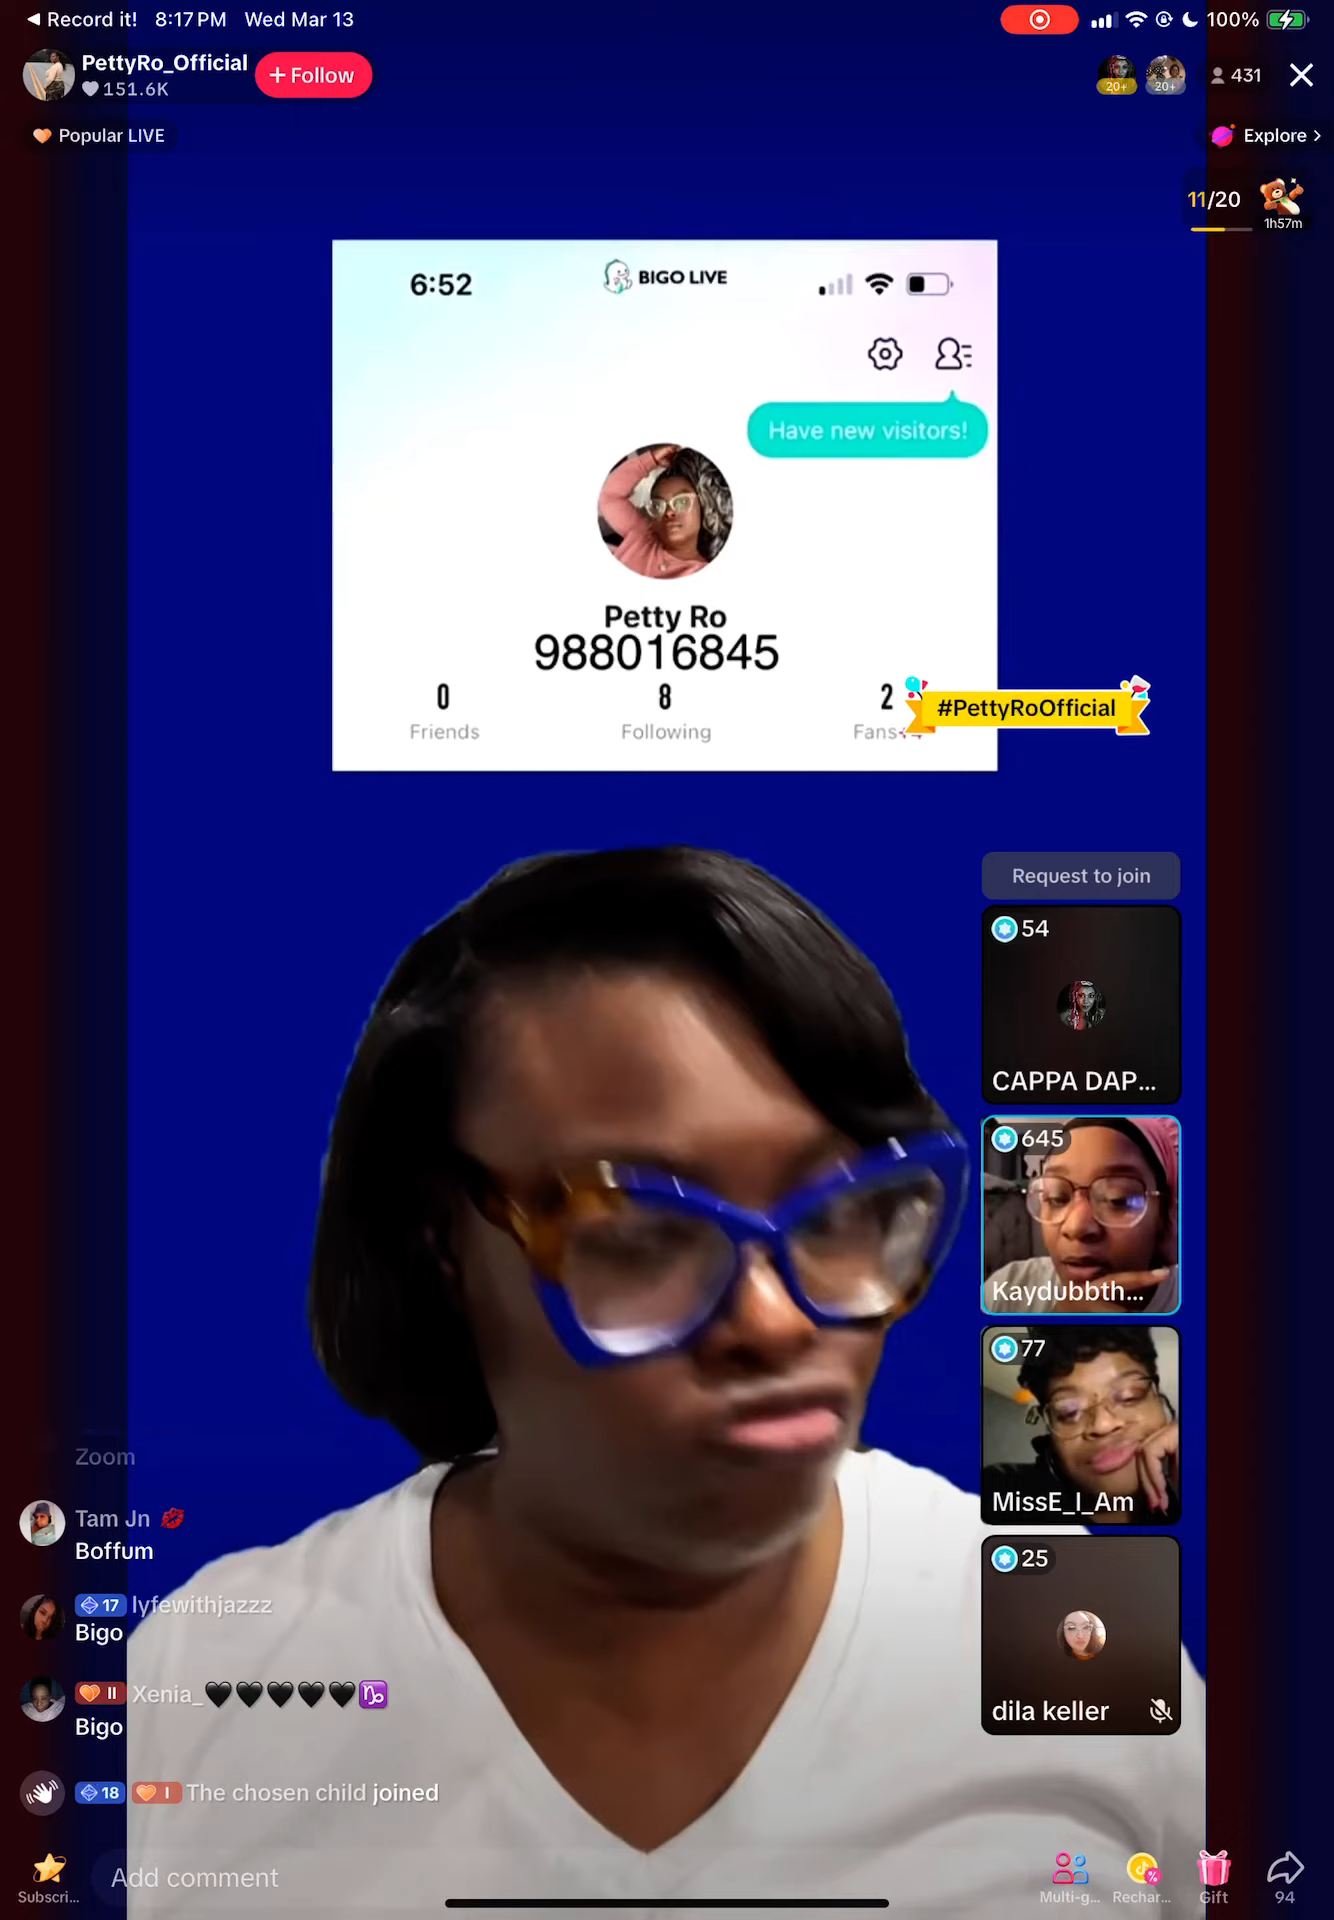 Record it! 8:17 PM Wed Mar 13 100%
PettyRo_Official
151.6K
+ Follow
20+ 20+ 431
Popular LIVE
Explore >
11/20
1h57m
6:52 BIGO LIVE
Have new visitors!
Petty Ro
988016845
0 8 2
Friends Following Fans
#PettyRoOfficial
Request to join
54
CAPPA DAP...
645
Kaydubbth...
77
MissE_I_Am
25
dila keller
Zoom
Tam Jn 💋
Boffum
17 lyfewithjazzz
Bigo
II Xenia_🖤🖤🖤🖤🖤♑
Bigo
18 I The chosen child joined
Add comment
Subscri... Multi-g... Rechar... Gift 94